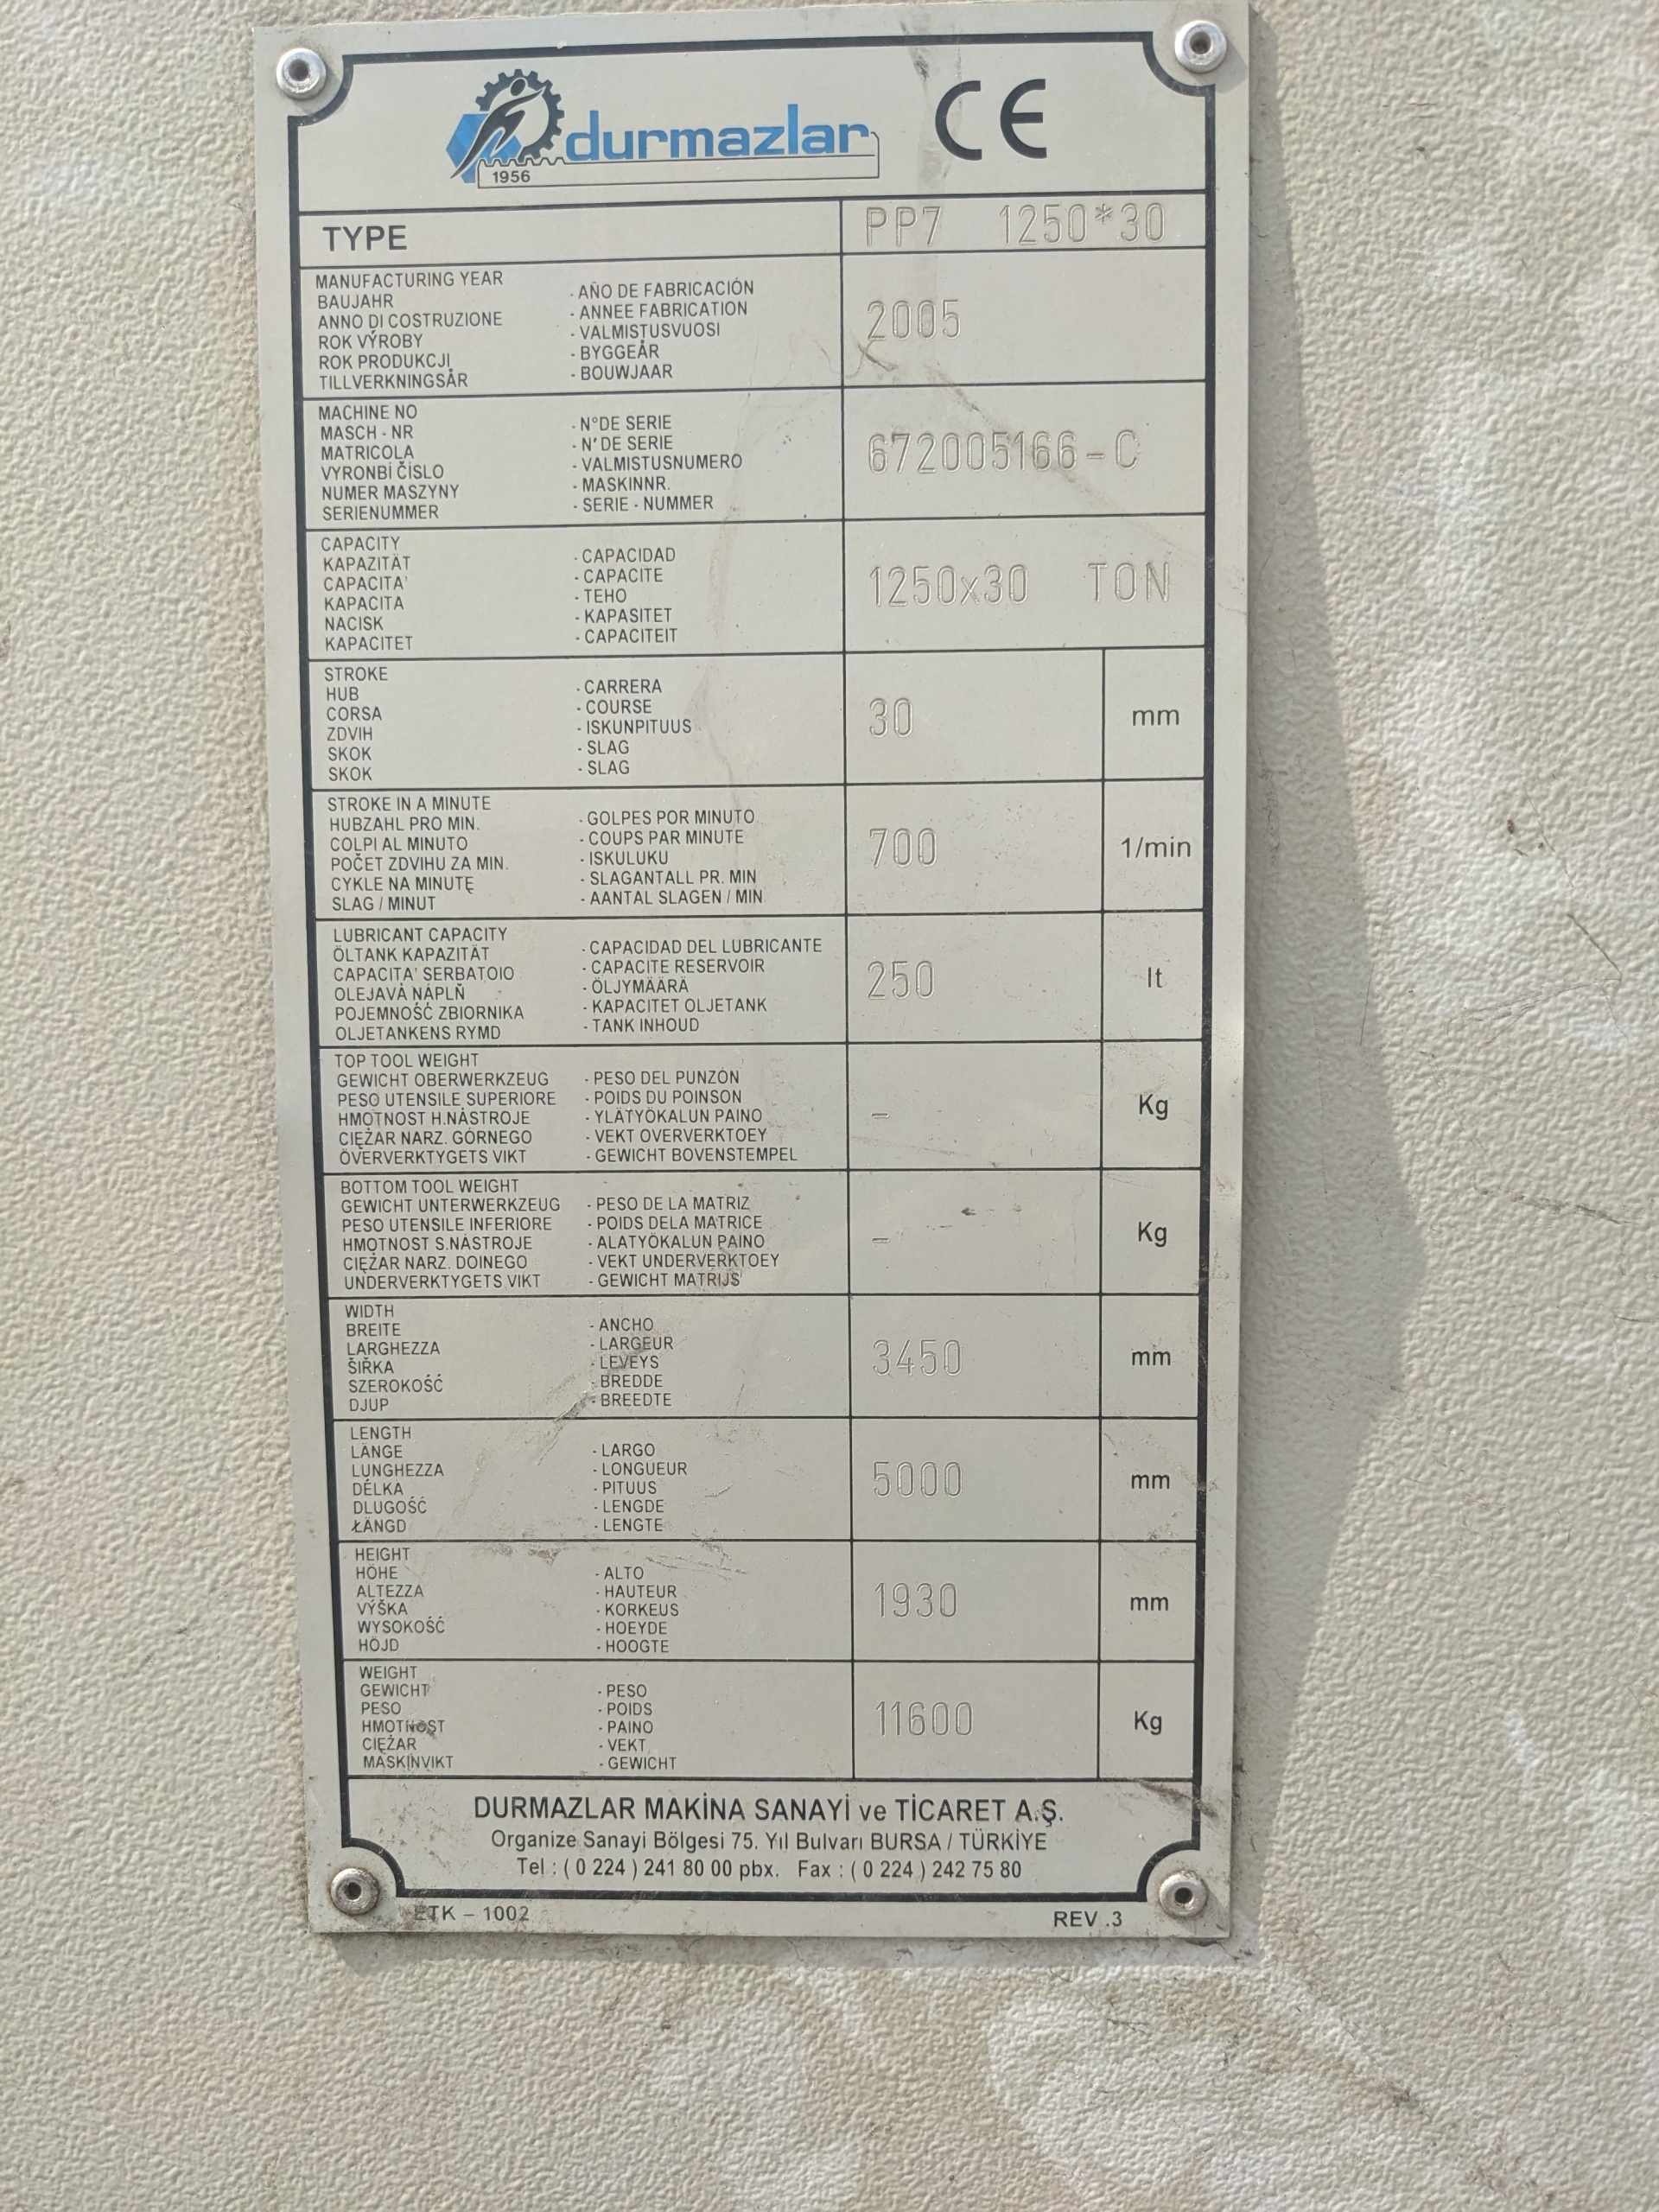 durmazlar
1956
CE
TYPE
PP7 1250*30
MANUFACTURING YEAR
BAUJAHR
ANNO DI COSTRUZIONE
ROK VÝROBY
ROK PRODUKCJI
TILLVERKNINGSÅR
- AÑO DE FABRICACIÓN
- ANNEE FABRICATION
- VALMISTUSVUOSI
- BYGGEÅR
- BOUWJAAR
2005
MACHINE NO
MASCH - NR
MATRICOLA
VYRONBÍ ČÍSLO
NUMER MASZYNY
SERIENUMMER
- N° DE SERIE
- N' DE SERIE
- VALMISTUSNUMERO
- MASKINNR.
- SERIE - NUMMER
672005166-C
CAPACITY
KAPAZITÄT
CAPACITA'
KAPACITA
NACISK
KAPACITET
- CAPACIDAD
- CAPACITE
- TEHO
- KAPASITET
- CAPACITEIT
1250x30 TON
STROKE
HUB
CORSA
ZDVIH
SKOK
SKOK
- CARRERA
- COURSE
- ISKUNPITUUS
- SLAG
- SLAG
30
mm
STROKE IN A MINUTE
HUBZAHL PRO MIN.
COLPI AL MINUTO
POČET ZDVIHU ZA MIN.
CYKLE NA MINUTĘ
SLAG / MINUT
- GOLPES POR MINUTO
- COUPS PAR MINUTE
- ISKULUKU
- SLAGANTALL PR. MIN
- AANTAL SLAGEN / MIN
700
1/min
LUBRICANT CAPACITY
ÖLTANK KAPAZITÄT
CAPACITA' SERBATOIO
OLEJAVÁ NÁPLŇ
POJEMNOŚĆ ZBIORNIKA
OLJETANKENS RYMD
- CAPACIDAD DEL LUBRICANTE
- CAPACITE RESERVOIR
- ÖLJYMÄÄRÄ
- KAPACITET OLJETANK
- TANK INHOUD
250
lt
TOP TOOL WEIGHT
GEWICHT OBERWERKZEUG
PESO UTENSILE SUPERIORE
HMOTNOST H.NÁSTROJE
CIĘŻAR NARZ. GÓRNEGO
ÖVERVERKTYGETS VIKT
- PESO DEL PUNZÓN
- POIDS DU POINSON
- YLÄTYÖKALUN PAINO
- VEKT OVERVERKTOEY
- GEWICHT BOVENSTEMPEL
-
Kg
BOTTOM TOOL WEIGHT
GEWICHT UNTERWERKZEUG
PESO UTENSILE INFERIORE
HMOTNOST S.NÁSTROJE
CIĘŻAR NARZ. DOINEGO
UNDERVERKTYGETS VIKT
- PESO DE LA MATRIZ
- POIDS DELA MATRICE
- ALATYÖKALUN PAINO
- VEKT UNDERVERKTOEY
- GEWICHT MATRIJS
-
Kg
WIDTH
BREITE
LARGHEZZA
ŠIŘKA
SZEROKOŚĆ
DJUP
- ANCHO
- LARGEUR
- LEVEYS
- BREDDE
- BREEDTE
3450
mm
LENGTH
LÄNGE
LUNGHEZZA
DÉLKA
DLUGOŚĆ
ŁÄNGD
- LARGO
- LONGUEUR
- PITUUS
- LENGDE
- LENGTE
5000
mm
HEIGHT
HÖHE
ALTEZZA
VÝŠKA
WYSOKOŚĆ
HÖJD
- ALTO
- HAUTEUR
- KORKEUS
- HOEYDE
- HOOGTE
1930
mm
WEIGHT
GEWICHT
PESO
HMOTNOST
CIĘŻAR
MASKINVIKT
- PESO
- POIDS
- PAINO
- VEKT
- GEWICHT
11600
Kg
DURMAZLAR MAKİNA SANAYİ ve TİCARET A.Ş.
Organize Sanayi Bölgesi 75. Yıl Bulvarı BURSA / TÜRKİYE
Tel : ( 0 224 ) 241 80 00 pbx. Fax : ( 0 224 ) 242 75 80
ETK – 1002
REV .3